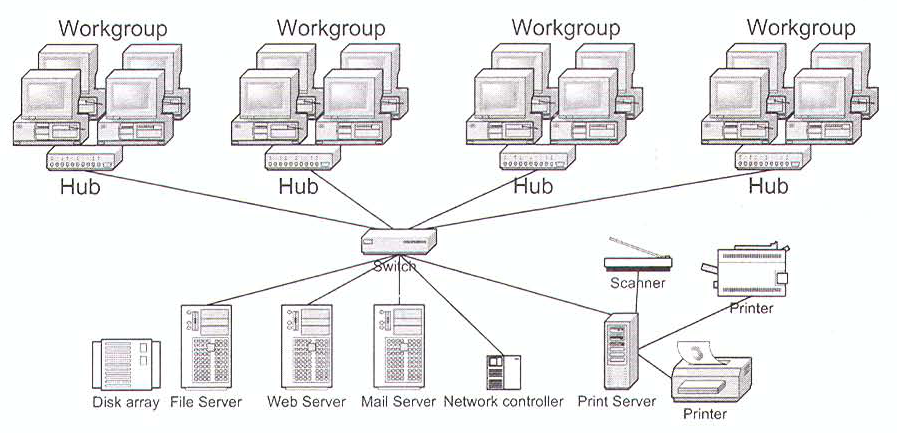 Workgroup
Workgroup
Workgroup
Workgroup
Hub
Hub
Hub
Hub
Switch
Scanner
Printer
Disk array
File Server
Web Server
Mail Server
Network controller
Print Server
Printer